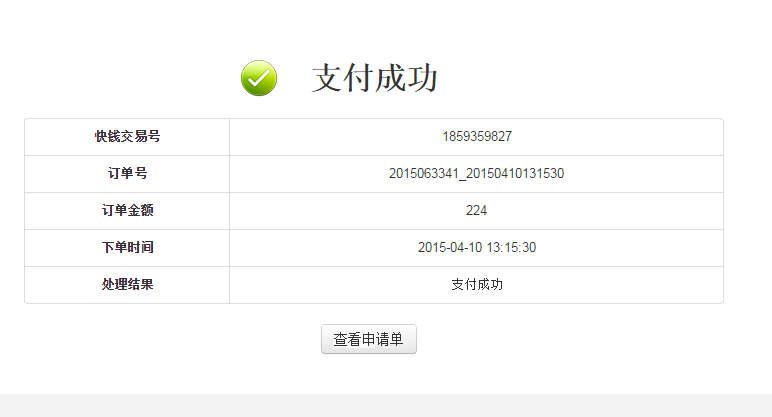 支付成功
快钱交易号 1859359827
订单号 2015063341_20150410131530
订单金额 224
下单时间 2015-04-10 13:15:30
处理结果 支付成功
查看申请单